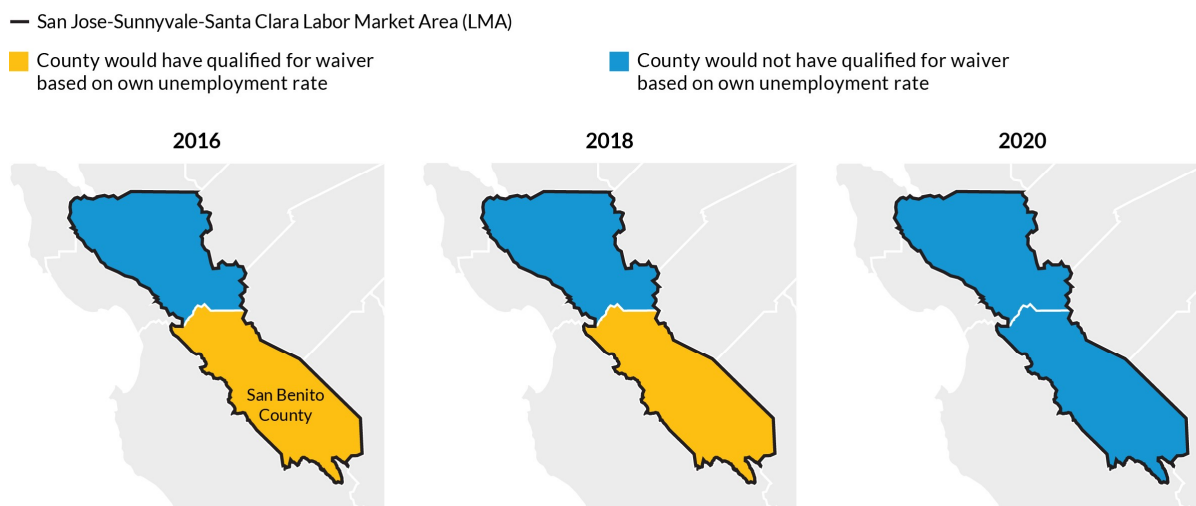 San Jose-Sunnyvale-Santa Clara Labor Market Area (LMA)
County would have qualified for waiver
based on own unemployment rate
County would not have qualified for waiver
based on own unemployment rate
2016
2018
2020
San Benito
County